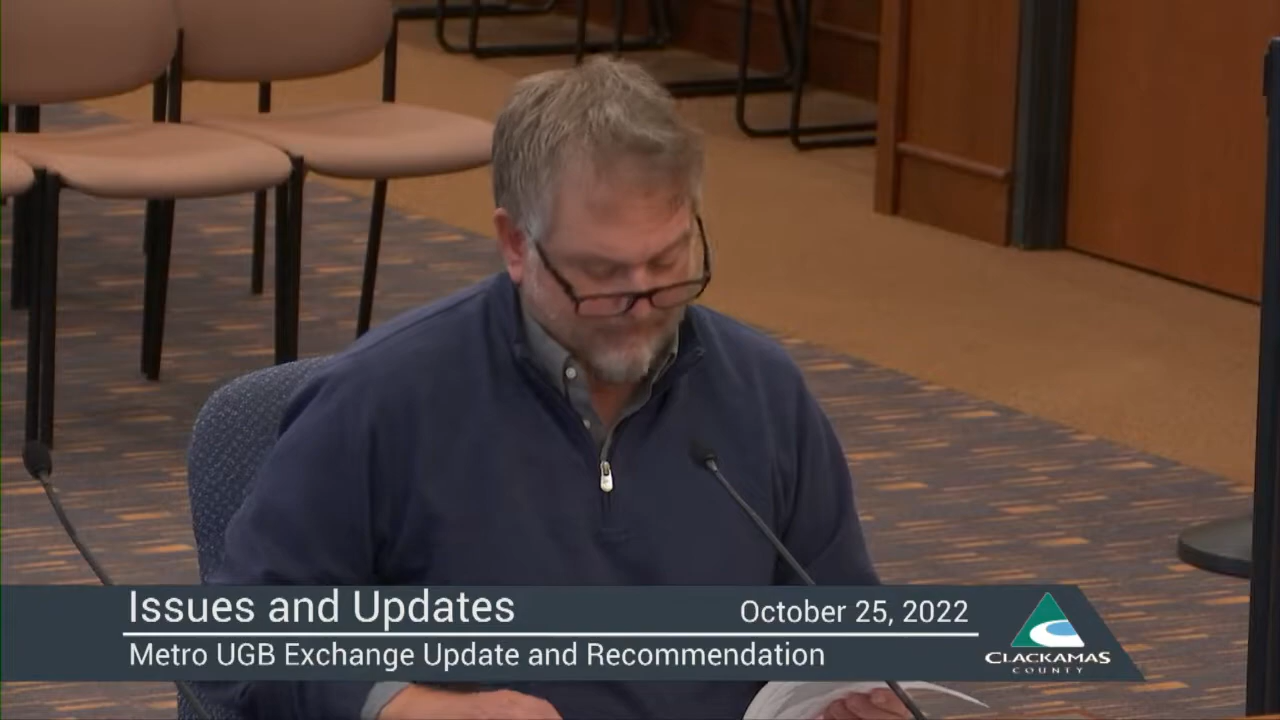 Issues and Updates
October 25, 2022
Metro UGB Exchange Update and Recommendation
CLACKAMAS
COUNTY